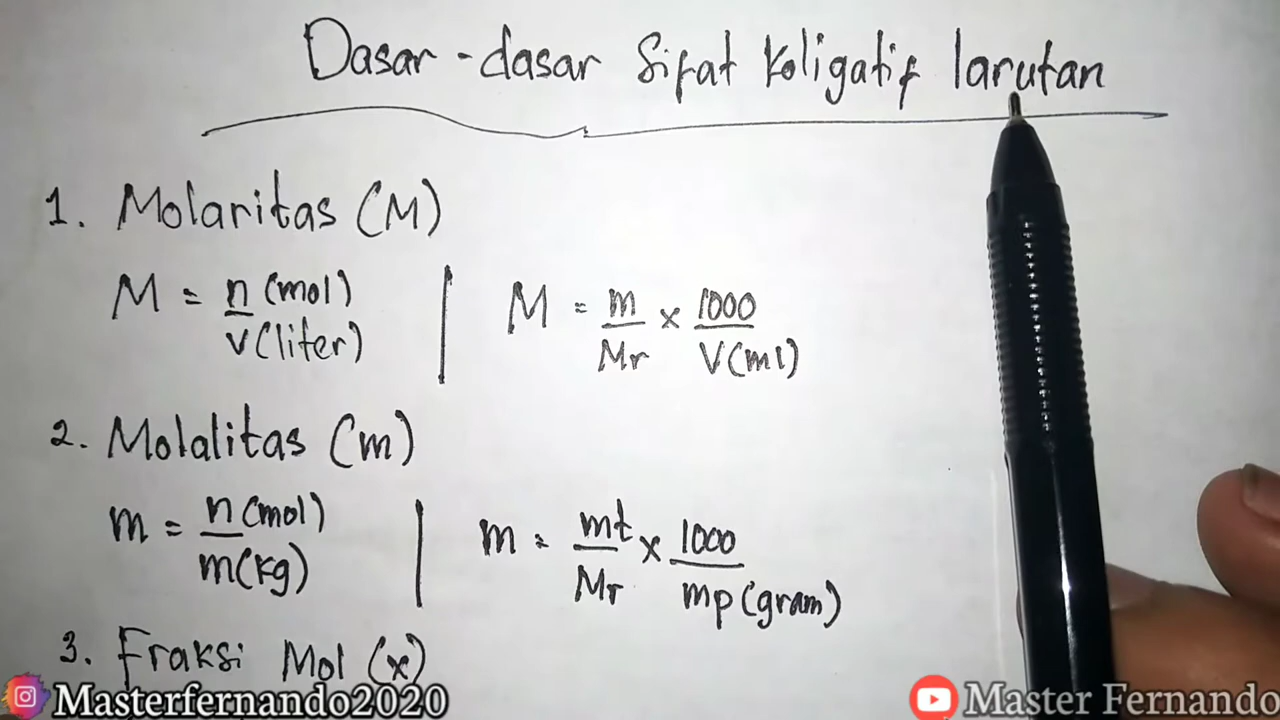 Dasar-dasar Sifat Koligatif larutan
1. Molaritas (M)
M = n (mol) / V (liter) | M = m / Mr × 1000 / V (ml)
2. Molalitas (m)
m = n (mol) / m (kg) | m = mt / Mr × 1000 / mp (gram)
3. Fraksi Mol (x)
Masterfernando2020
Master Fernando